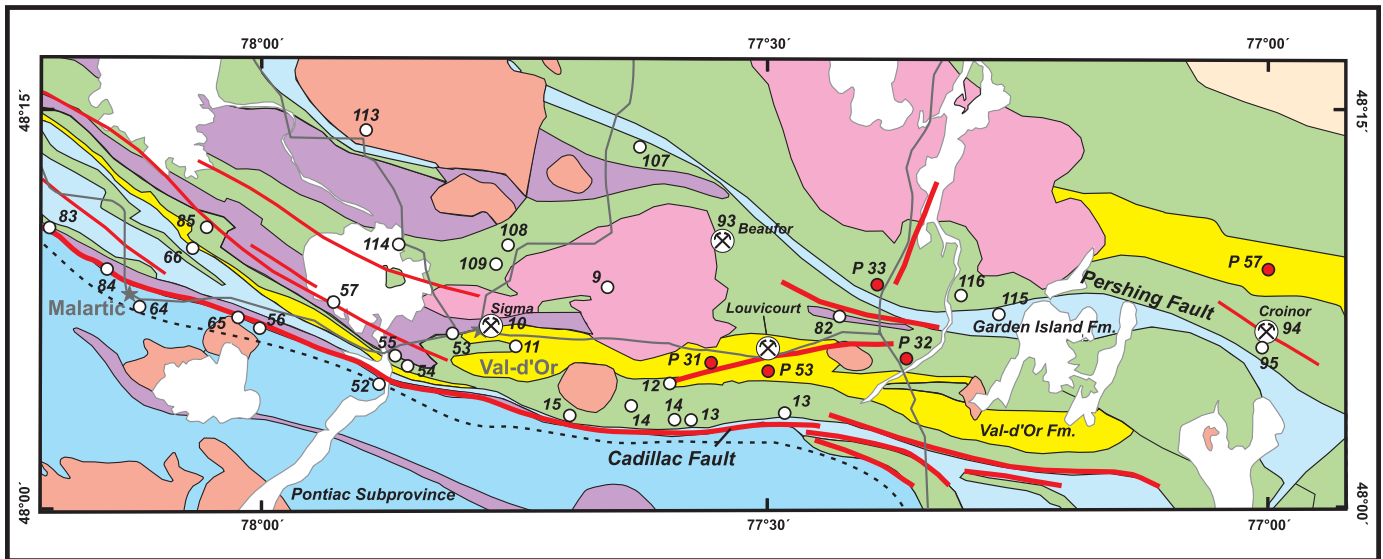 78°00´
77°30´
77°00´
48°15´
48°15´
113
107
83
85
66
114
108
109
93
Beaufor
9
P 33
116
P 57
Pershing Fault
84
Malartic
64
57
Sigma
10
Louvicourt
82
115
Garden Island Fm.
Croinor
94
95
65
56
55
54
53
11
Val-d'Or
P 31
P 53
P 32
52
12
15
14
14
13
13
Val-d'Or Fm.
Cadillac Fault
Pontiac Subprovince
48°00´
48°00´
78°00´
77°30´
77°00´